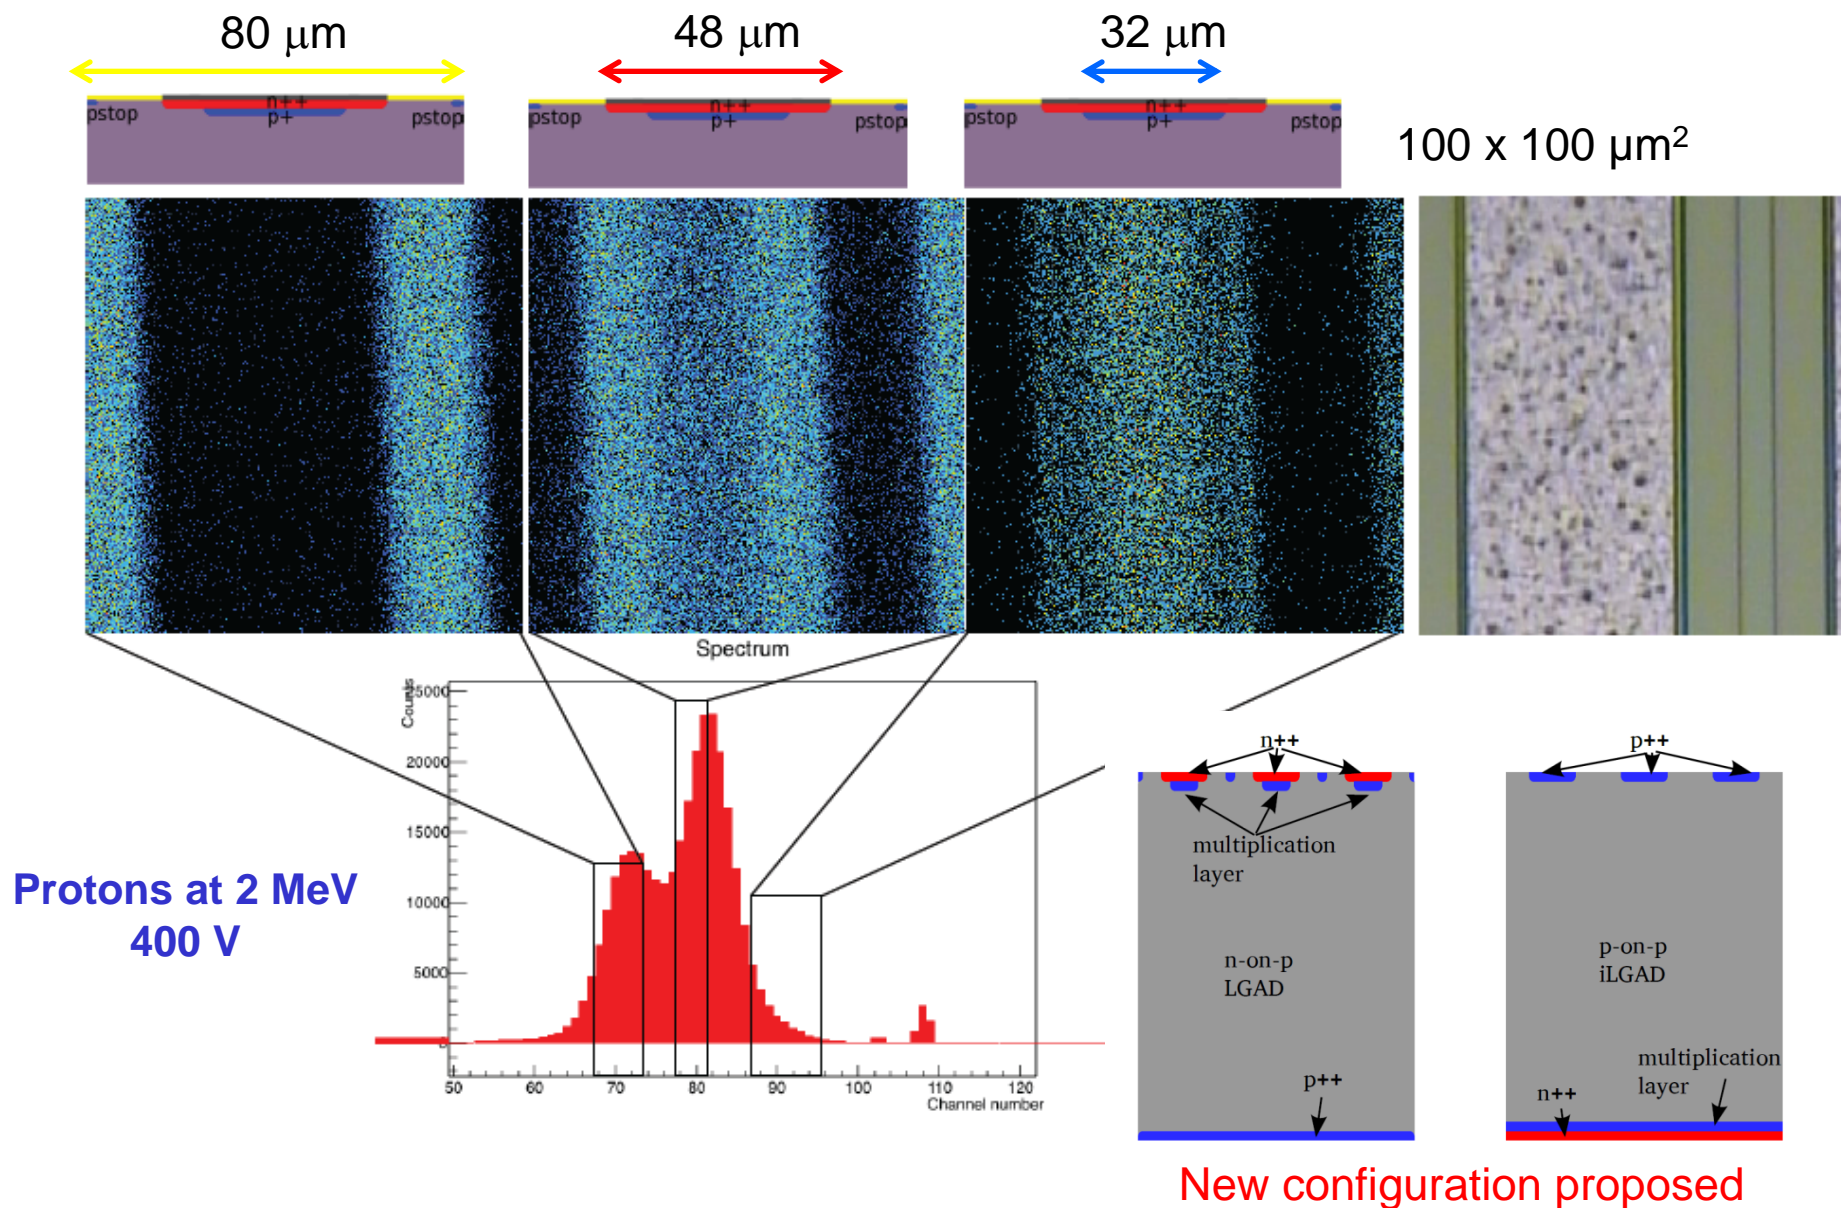 80 μm
48 μm
32 μm
n++
p+
pstop
pstop
n++
p+
pstop
pstop
n++
p+
pstop
pstop
100 x 100 µm²
Spectrum
Counts
25000
20000
15000
10000
5000
0
50 60 70 80 90 100 110 120
Channel number
Protons at 2 MeV
400 V
n++
multiplication
layer
n-on-p
LGAD
p++
p++
p-on-p
iLGAD
multiplication
layer
n++
New configuration proposed